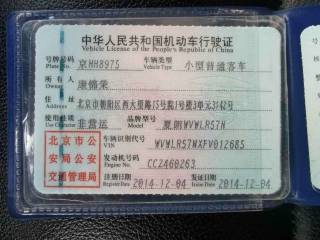 中华人民共和国机动车行驶证
Vehicle License of the People's Republic of China
号牌号码 京HH8975 车辆类型 小型普通客车
Plate No. Vehicle Type
所有人 康锦荣
Owner
住址 北京市朝阳区西大望路15号院1号楼3单元3142号
Address
使用性质 非营运 品牌型号 夏朗WVWLR57N
Use Character Model
北京市公安局公安交通管理局
车辆识别代号 WVWLR57NXFV012685
VIN
发动机号码 CCZ460263
Engine No.
注册日期 2014-12-04 发证日期 2014-12-04
Register Date Issue Date